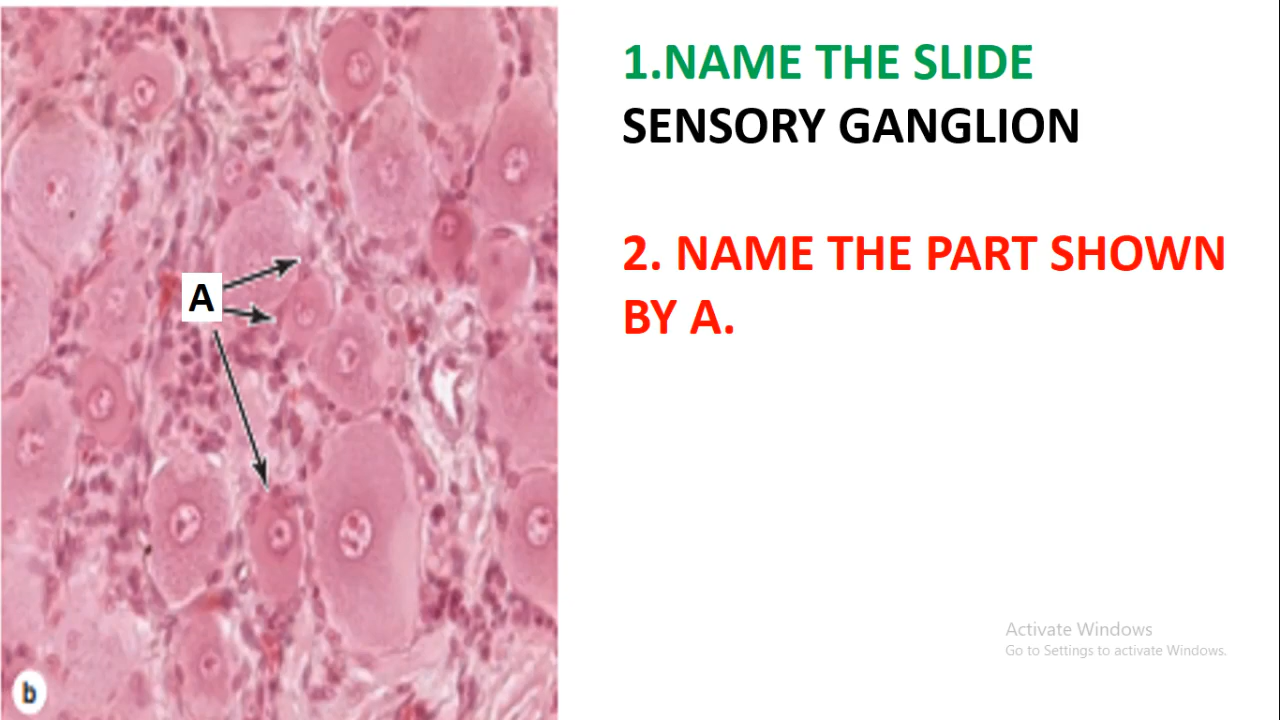 1.NAME THE SLIDE
SENSORY GANGLION
2. NAME THE PART SHOWN
BY A.
A
b
Activate Windows
Go to Settings to activate Windows.